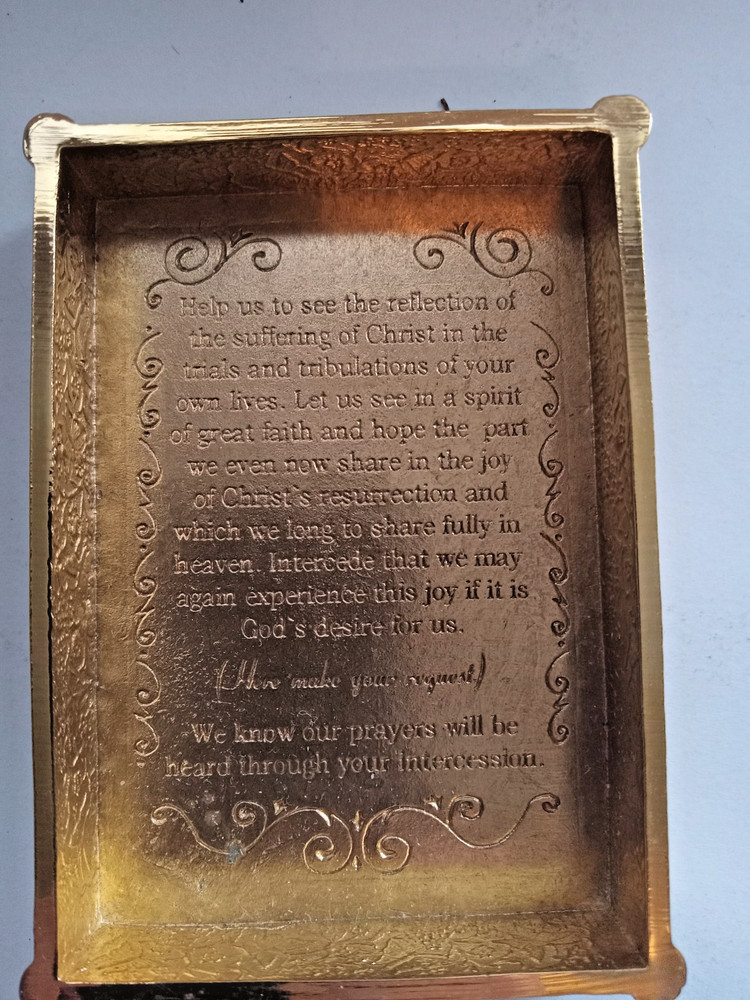 Help us to see the reflection of
the suffering of Christ in the
trials and tribulations of your
own lives. Let us see in a spirit
of great faith and hope the part
we even now share in the joy
of Christ`s resurrection and
which we long to share fully in
heaven. Intercede that we may
again experience this joy if it is
God`s desire for us.
(Here make your request)
We know our prayers will be
heard through your intercession.